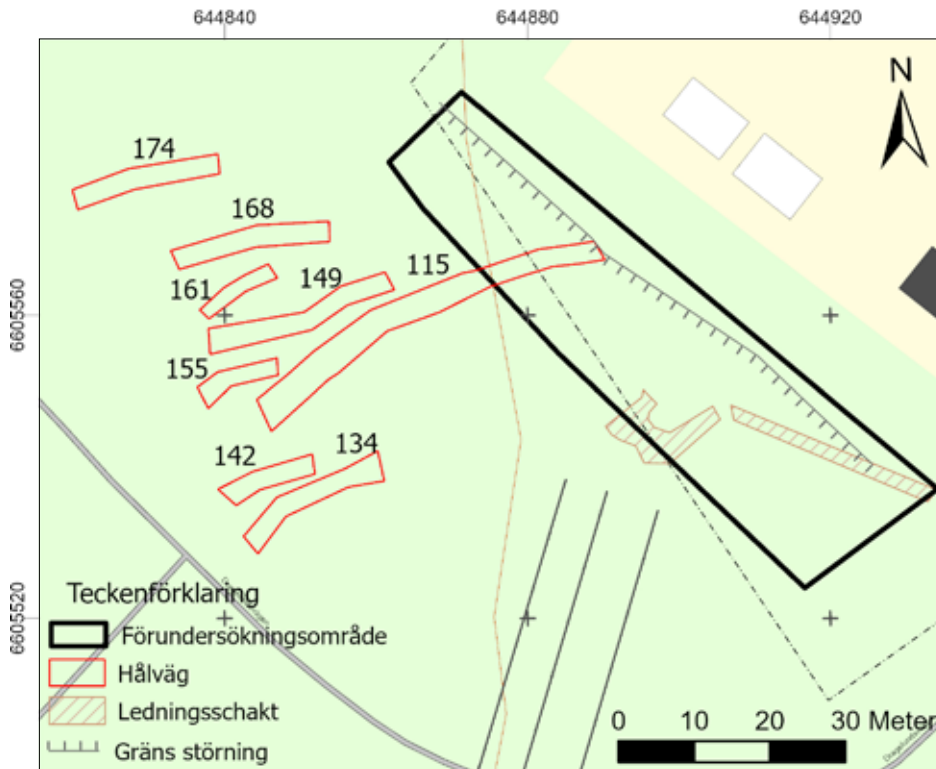 644840 644880 644920
N
174
168
161
149
115
6605560
155
142
134
6605520
Teckenförklaring
Förundersökningsområde
Hålväg
Ledningsschakt
Gräns störning
0 10 20 30 Meter